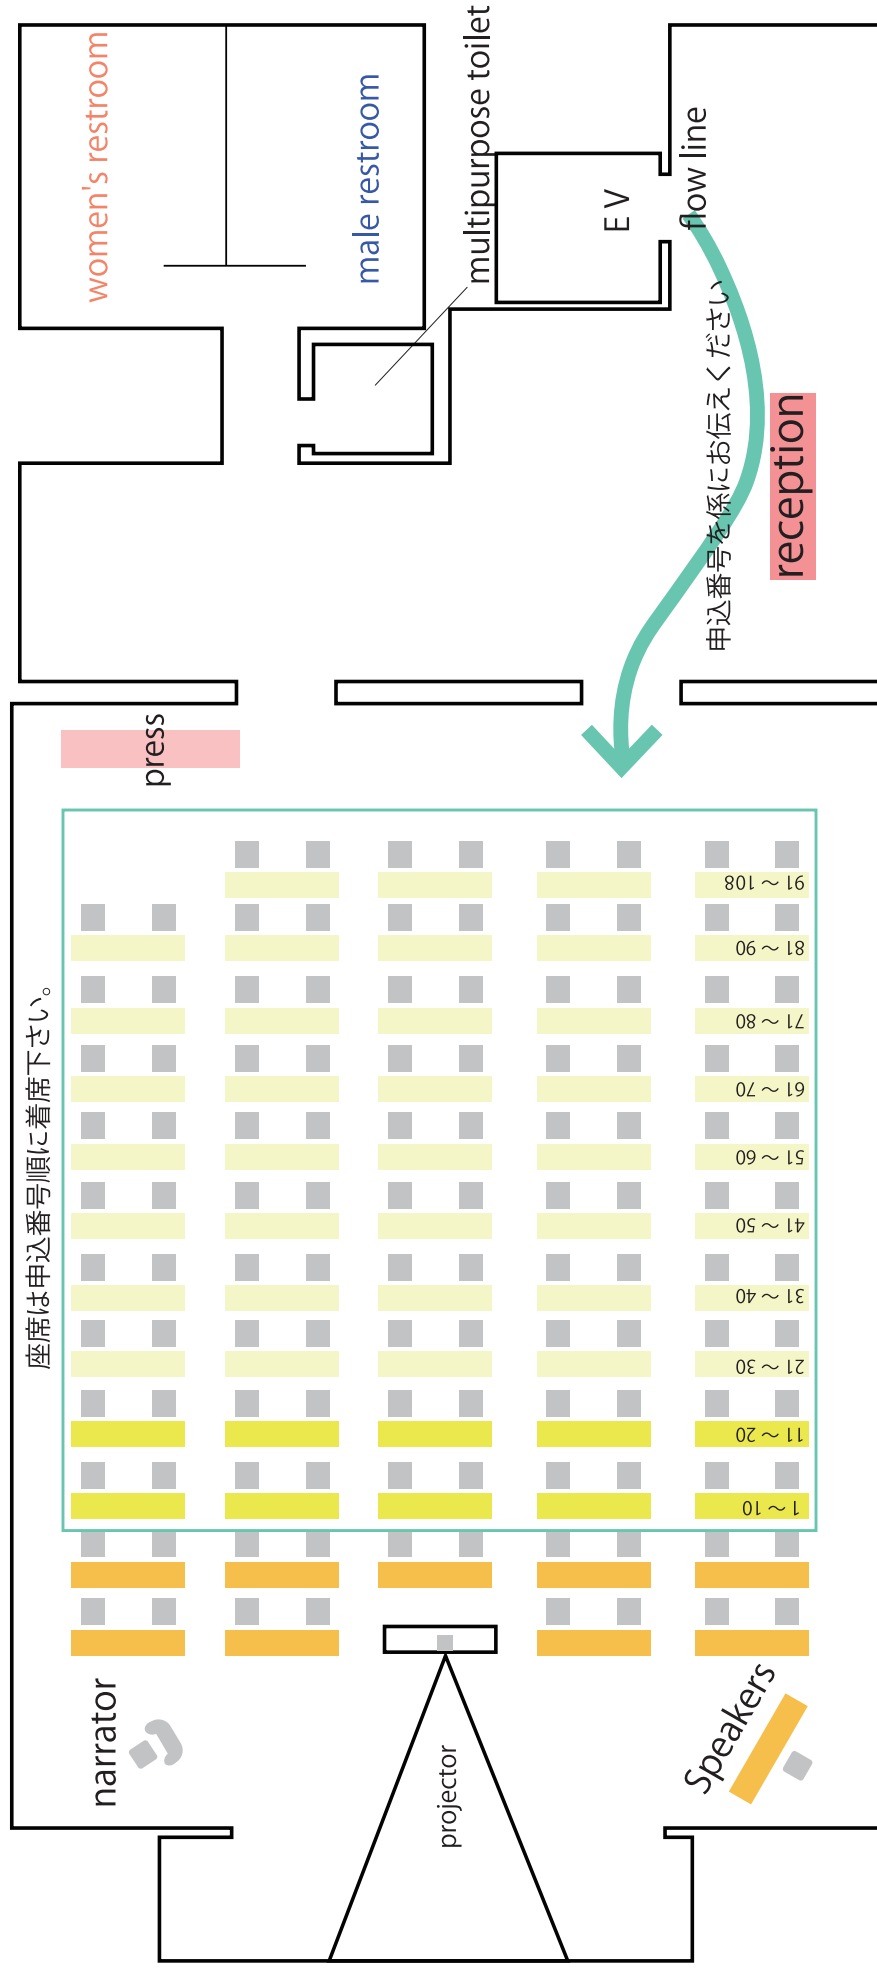 women's restroom
male restroom
multipurpose toilet
E V
flow line
申込番号を係にお伝えください
reception
press
座席は申込番号順に着席下さい。
91 ～ 108
81 ～ 90
71 ～ 80
61 ～ 70
51 ～ 60
41 ～ 50
31 ～ 40
21 ～ 30
11 ～ 20
1 ～ 10
narrator
projector
Speakers